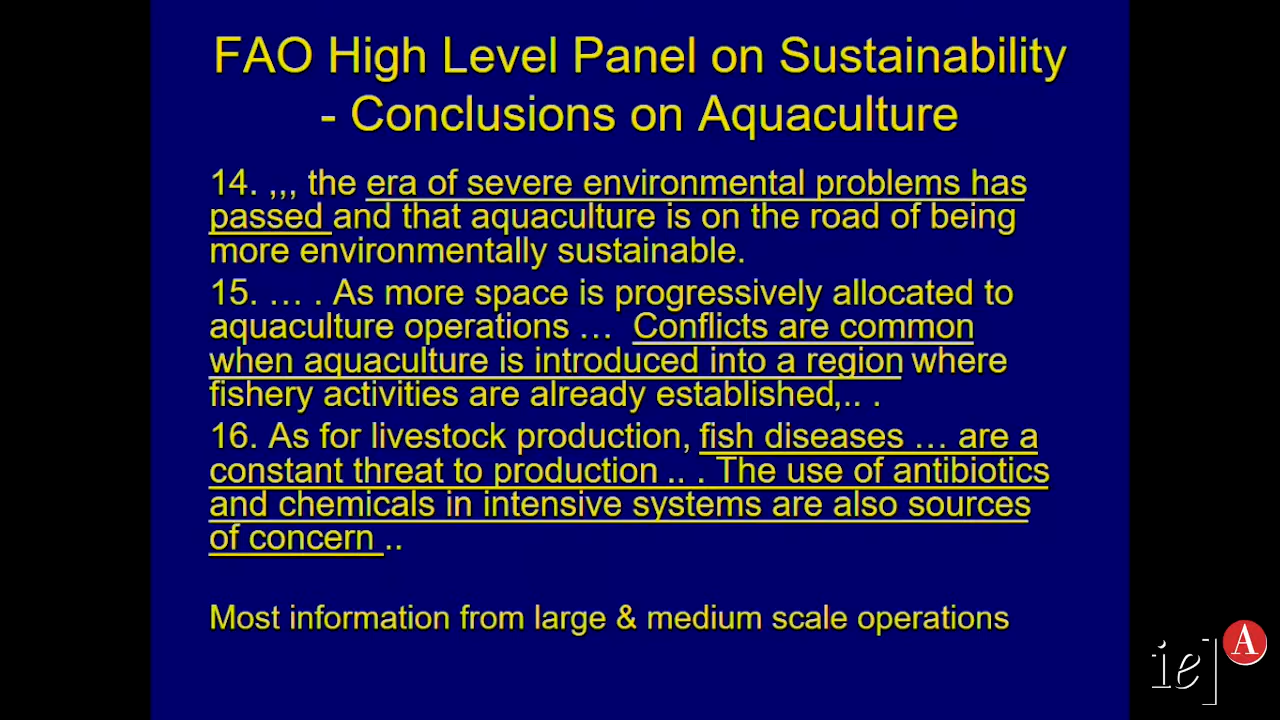 FAO High Level Panel on Sustainability
- Conclusions on Aquaculture
14. ,,, the era of severe environmental problems has
passed and that aquaculture is on the road of being
more environmentally sustainable.
15. ... . As more space is progressively allocated to
aquaculture operations ... Conflicts are common
when aquaculture is introduced into a region where
fishery activities are already established,.. .
16. As for livestock production, fish diseases ... are a
constant threat to production .. . The use of antibiotics
and chemicals in intensive systems are also sources
of concern ..
Most information from large & medium scale operations
ie]
A